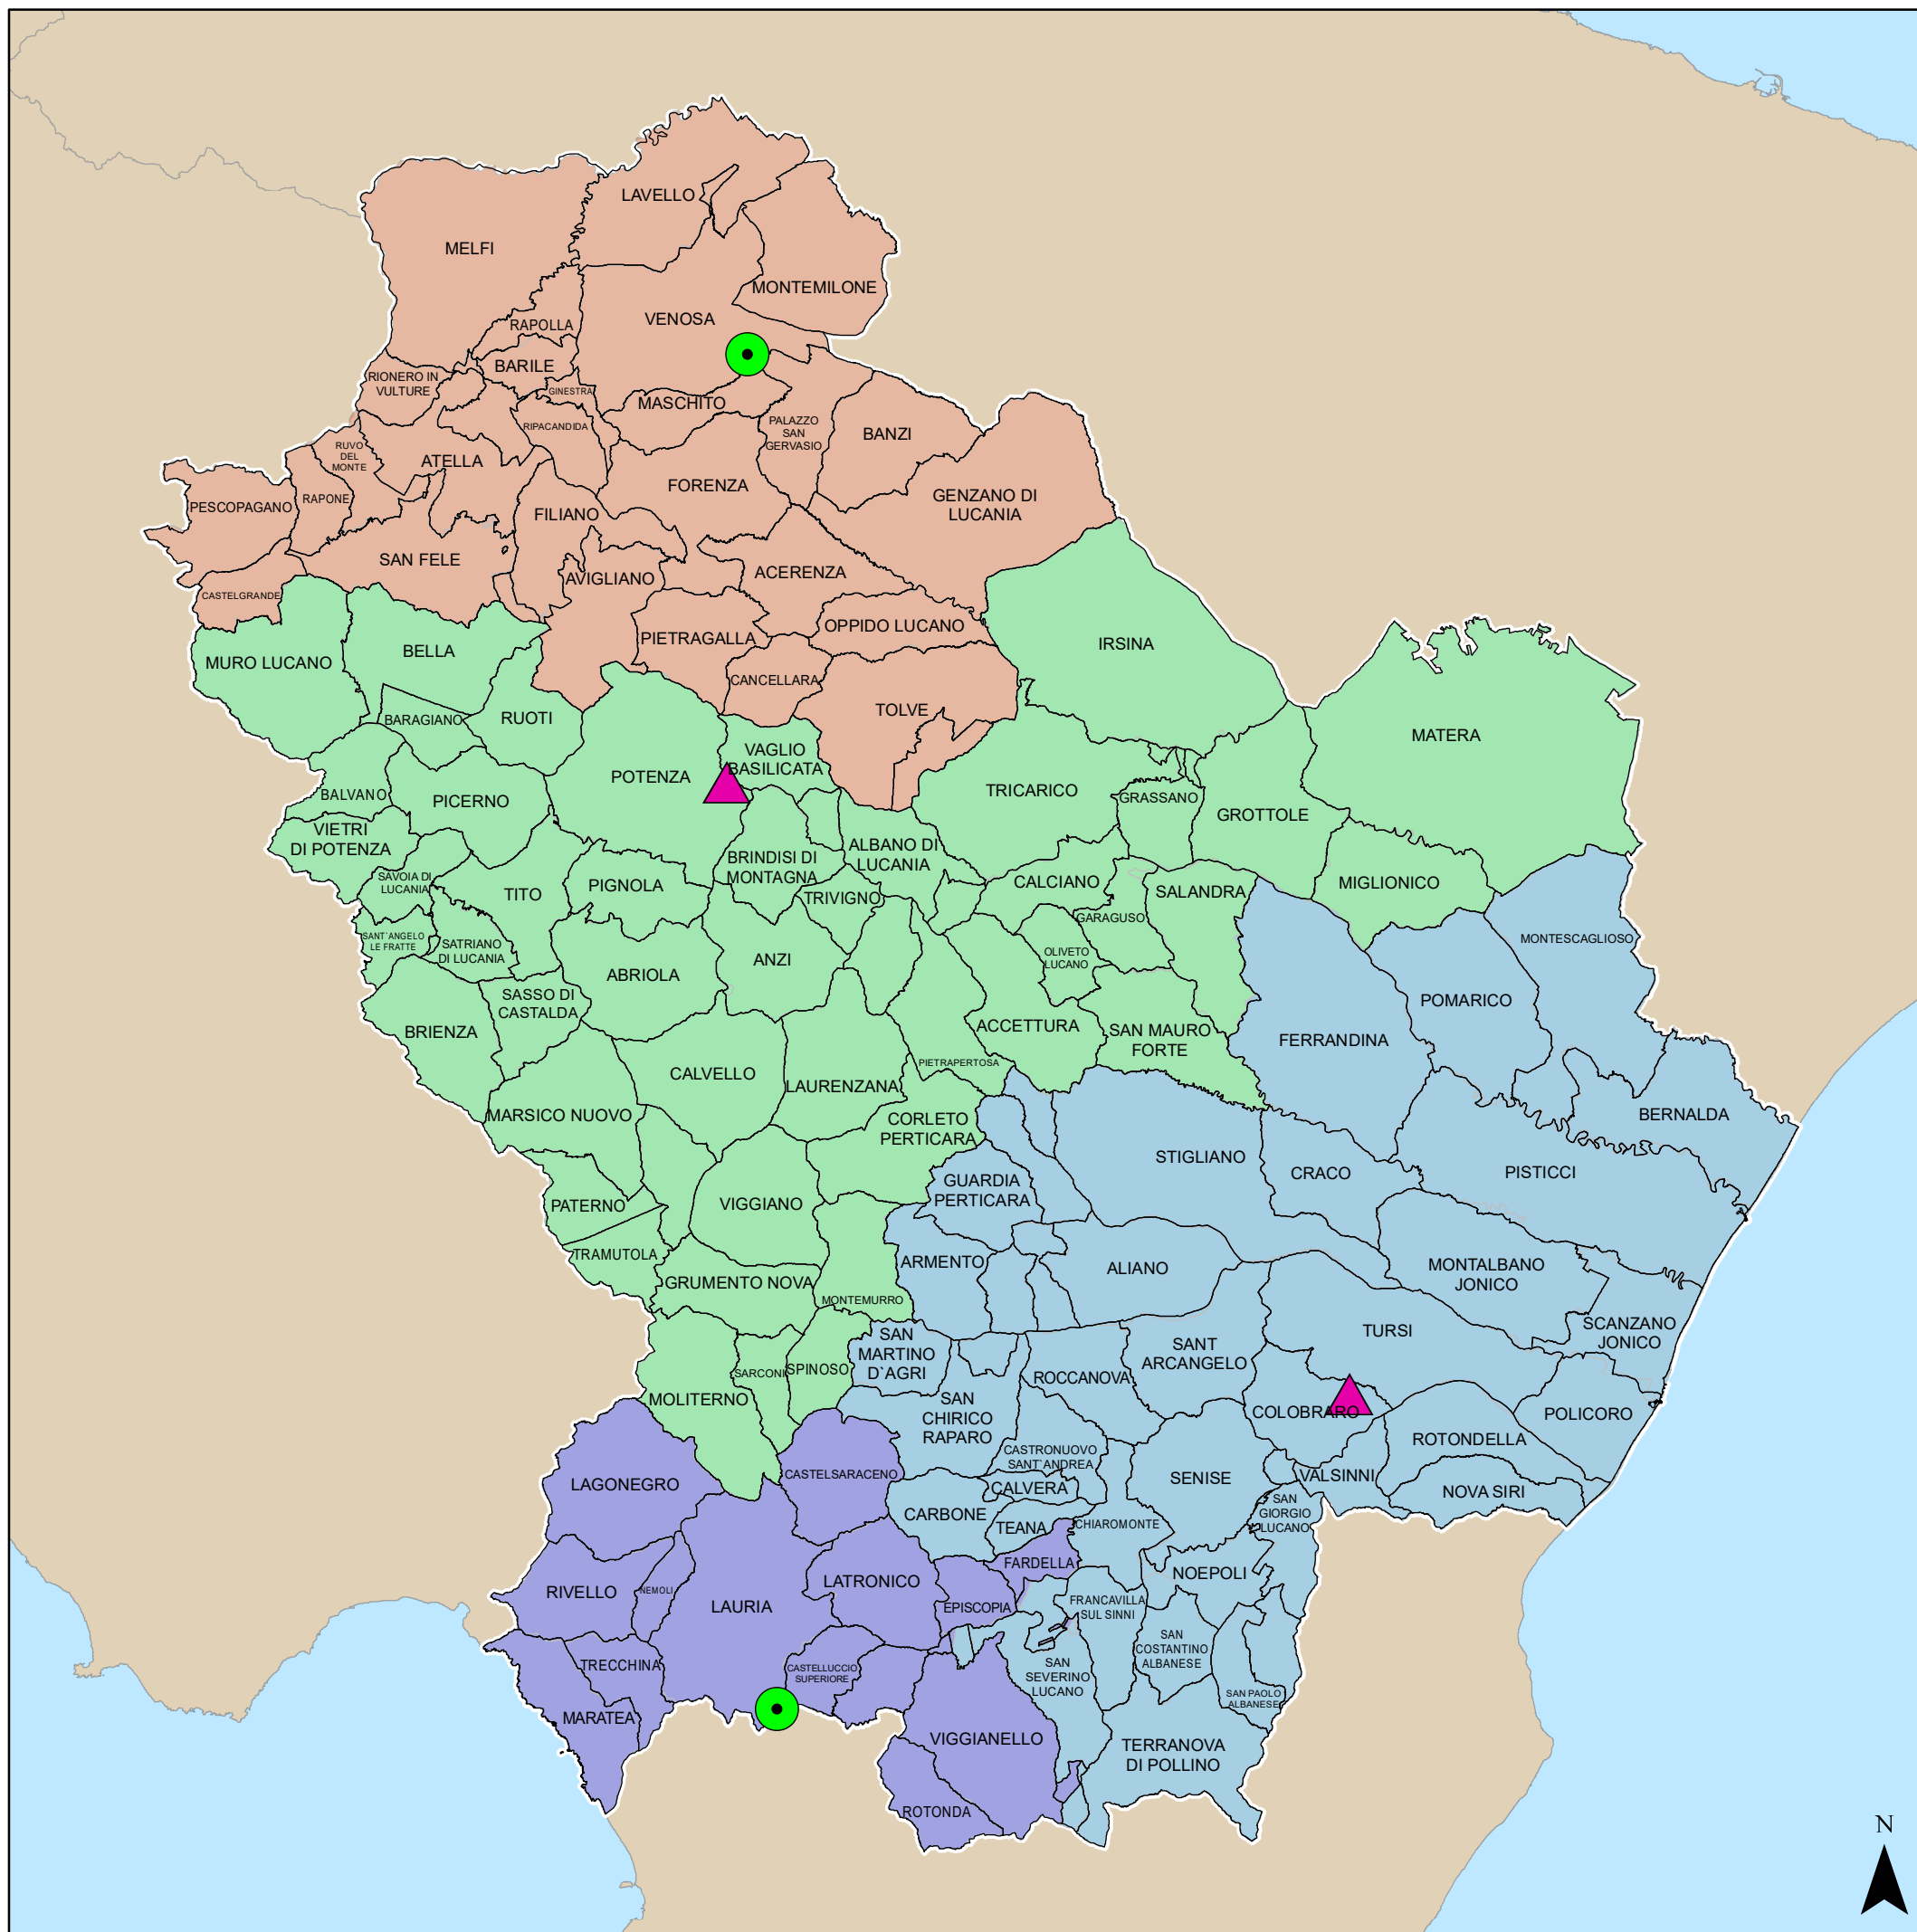 LAVELLO
MELFI
MONTEMILONE
VENOSA
RAPOLLA
BARILE
RIONERO IN
VULTURE
GINESTRA
MASCHITO
PALAZZO
SAN
GERVASIO
RIPACANDIDA
BANZI
RUVO
DEL
MONTE
ATELLA
FORENZA
GENZANO DI
LUCANIA
RAPONE
PESCOPAGANO
FILIANO
SAN FELE
AVIGLIANO
ACERENZA
CASTELGRANDE
OPPIDO LUCANO
PIETRAGALLA
IRSINA
BELLA
MURO LUCANO
CANCELLARA
TOLVE
BARAGIANO
RUOTI
MATERA
VAGLIO
BASILICATA
POTENZA
TRICARICO
BALVANO
PICERNO
GRASSANO
GROTTOLE
VIETRI
DI POTENZA
ALBANO DI
LUCANIA
BRINDISI DI
MONTAGNA
SAVOIA DI
LUCANIA
TITO
PIGNOLA
TRIVIGNO
CALCIANO
SALANDRA
MIGLIONICO
GARAGUSO
SANT`ANGELO
LE FRATTE
SATRIANO
DI LUCANIA
MONTESCAGLIOSO
OLIVETO
LUCANO
ANZI
ABRIOLA
SASSO DI
CASTALDA
POMARICO
BRIENZA
ACCETTURA
SAN MAURO
FORTE
FERRANDINA
PIETRAPERTOSA
CALVELLO
LAURENZANA
MARSICO NUOVO
CORLETO
PERTICARA
BERNALDA
STIGLIANO
CRACO
PISTICCI
GUARDIA
PERTICARA
PATERNO
VIGGIANO
TRAMUTOLA
ARMENTO
ALIANO
MONTALBANO
JONICO
GRUMENTO NOVA
MONTEMURRO
SCANZANO
JONICO
TURSI
SAN
MARTINO
D`AGRI
SANT
ARCANGELO
SARCONI
SPINOSO
ROCCANOVA
MOLITERNO
SAN
CHIRICO
RAPARO
COLOBRARO
POLICORO
ROTONDELLA
CASTRONUOVO
SANT`ANDREA
CASTELSARACENO
LAGONEGRO
SENISE
VALSINNI
CALVERA
NOVA SIRI
SAN
GIORGIO
LUCANO
CARBONE
TEANA
CHIAROMONTE
FARDELLA
NOEPOLI
LATRONICO
RIVELLO
NEMOLI
LAURIA
EPISCOPIA
FRANCAVILLA
SUL SINNI
SAN
COSTANTINO
ALBANESE
TRECCHINA
CASTELLUCCIO
SUPERIORE
SAN
SEVERINO
LUCANO
SAN PAOLO
ALBANESE
MARATEA
VIGGIANELLO
TERRANOVA
DI POLLINO
ROTONDA
N